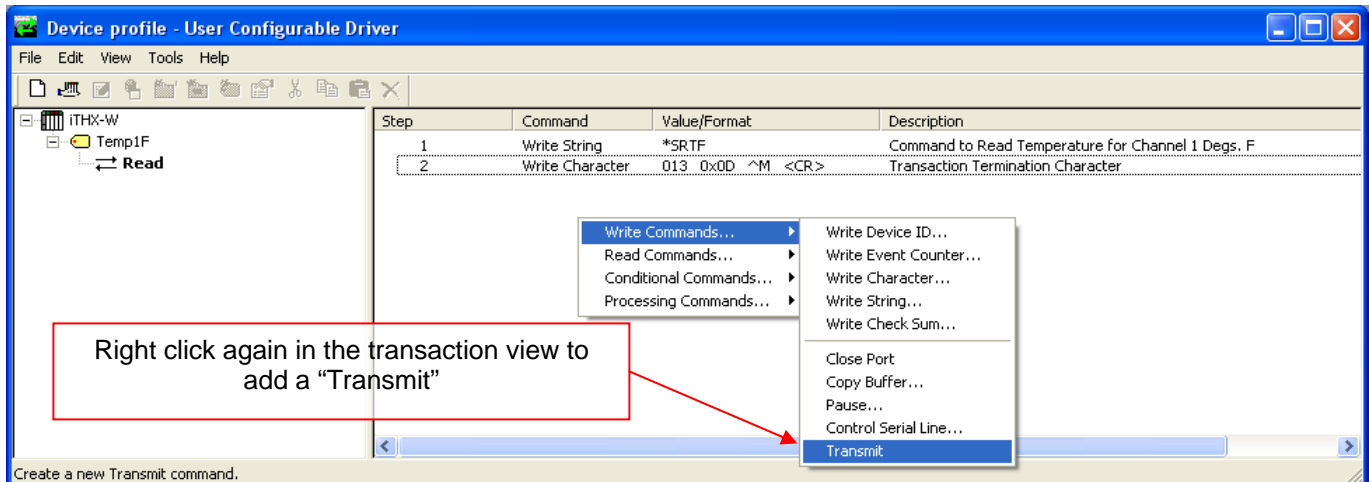 Device profile - User Configurable Driver
File Edit View Tools Help
iTHX-W
Temp1F
Read
Step Command Value/Format Description
1 Write String *SRTF Command to Read Temperature for Channel 1 Degs. F
2 Write Character 013 0x0D ^M <CR> Transaction Termination Character
Write Commands...
Read Commands...
Conditional Commands...
Processing Commands...
Write Device ID...
Write Event Counter...
Write Character...
Write String...
Write Check Sum...
Close Port
Copy Buffer...
Pause...
Control Serial Line...
Transmit
Right click again in the transaction view to
add a “Transmit”
Create a new Transmit command.